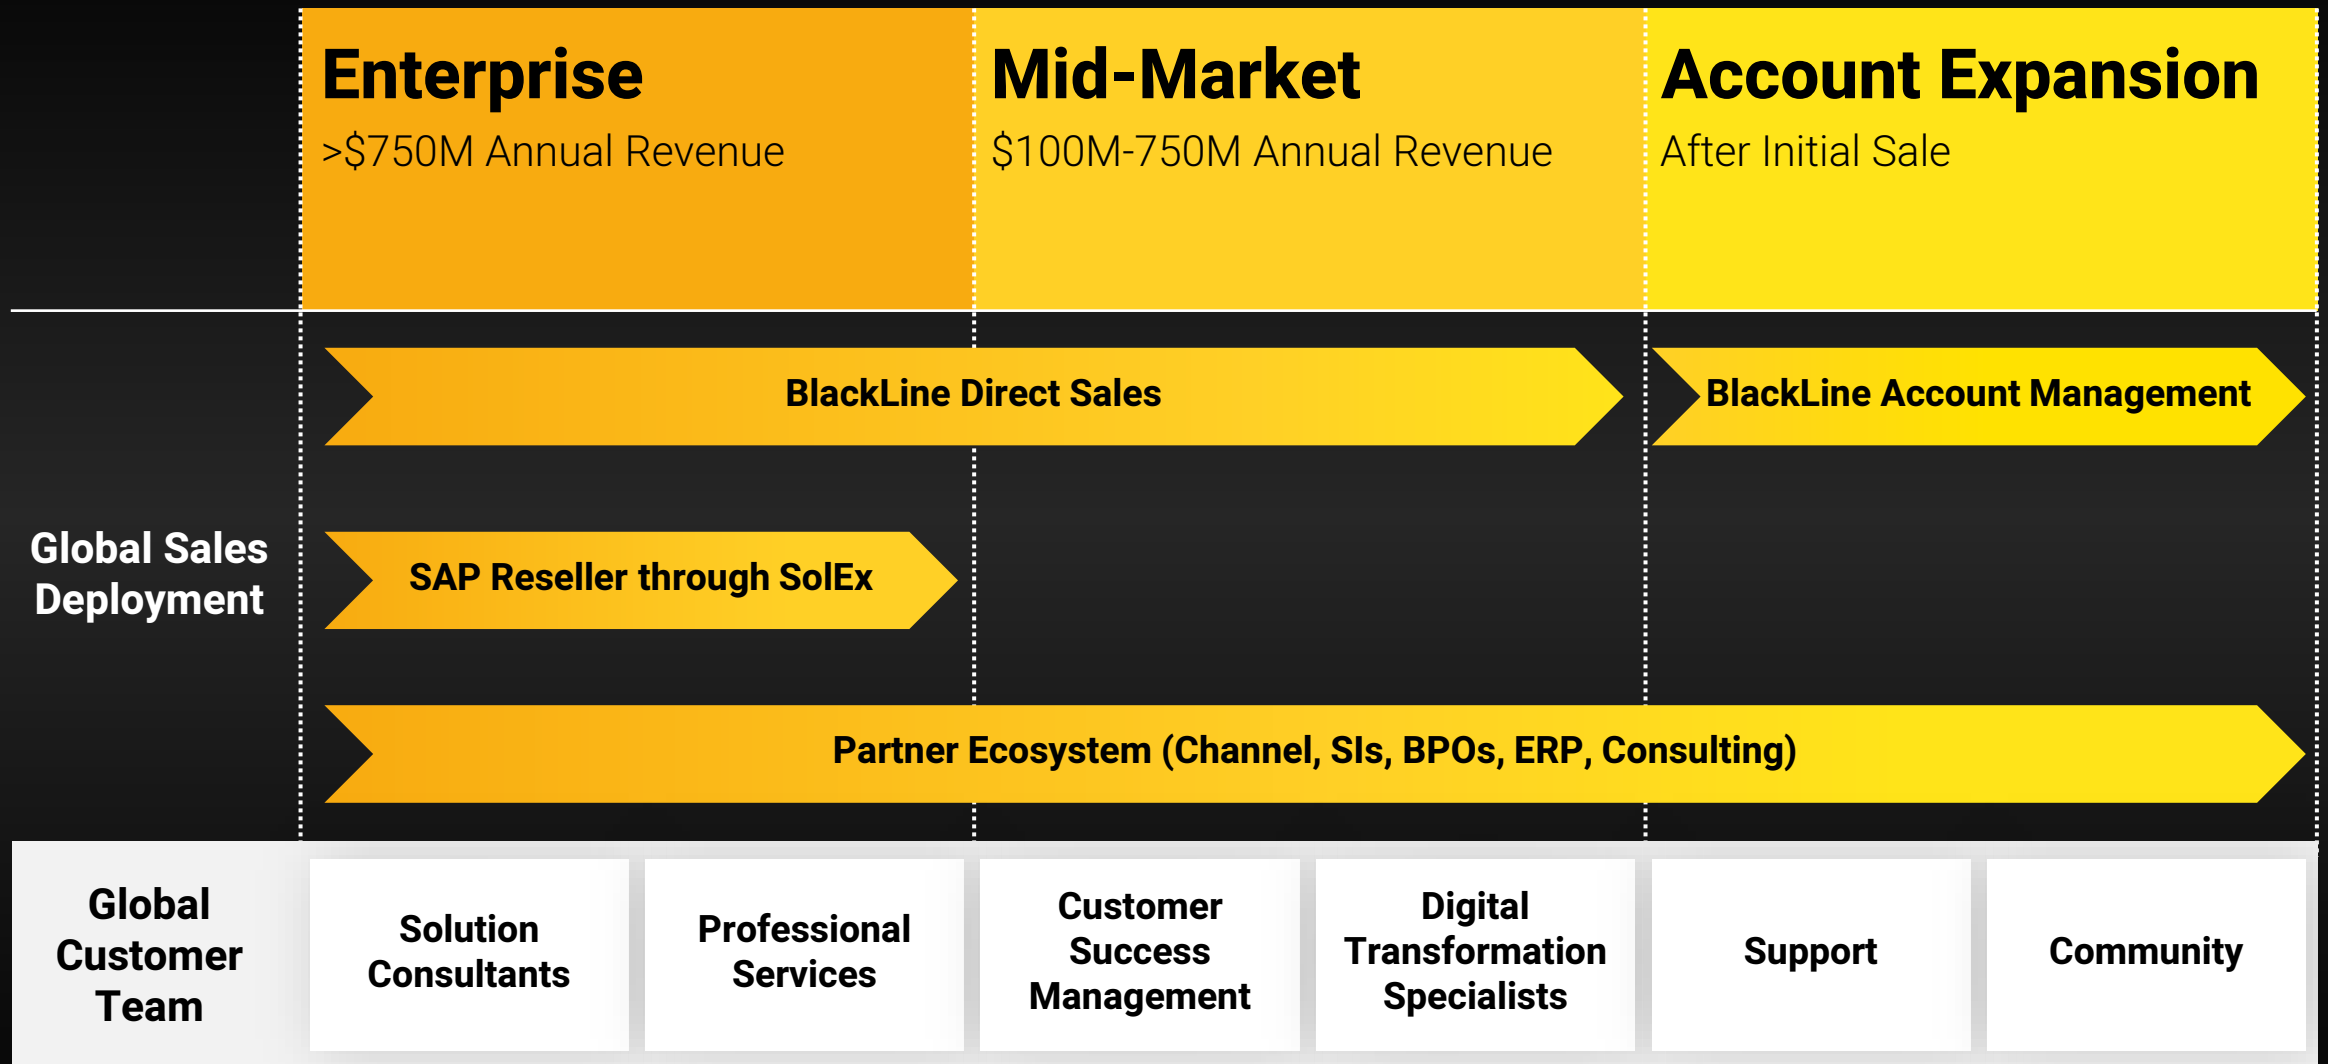 Enterprise
>$750M Annual Revenue
Mid-Market
$100M-750M Annual Revenue
Account Expansion
After Initial Sale
Global Sales
Deployment
BlackLine Direct Sales
BlackLine Account Management
SAP Reseller through SolEx
Partner Ecosystem (Channel, SIs, BPOs, ERP, Consulting)
Global
Customer
Team
Solution
Consultants
Professional
Services
Customer
Success
Management
Digital
Transformation
Specialists
Support
Community